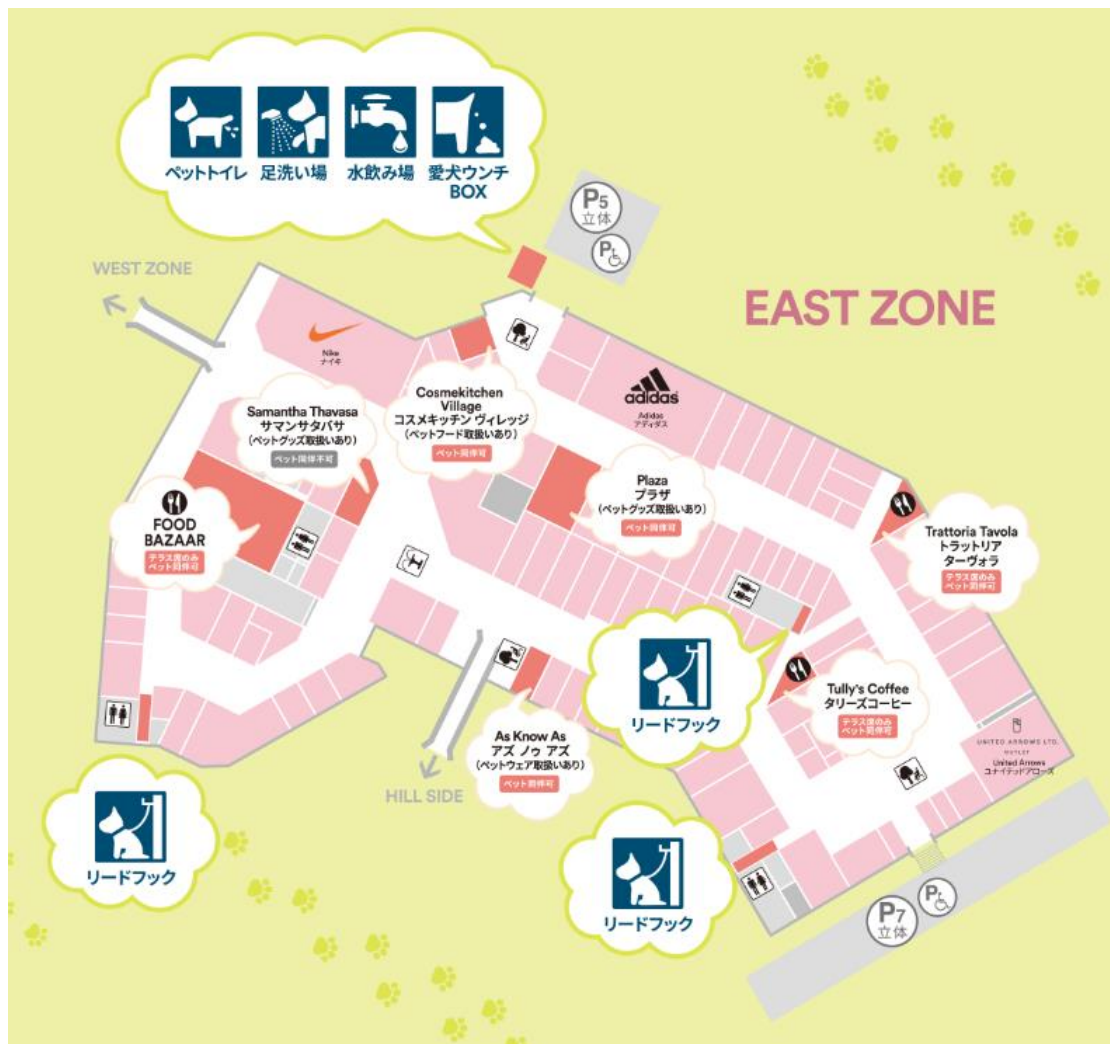 ペットトイレ
足洗い場
水飲み場
愛犬ウンチ
BOX
P5
立体
P
WEST ZONE
EAST ZONE
Nike
ナイキ
adidas
Adidas
アディダス
Cosmekitchen
Village
コスメキッチン ヴィレッジ
(ペットフード取扱いあり)
ペット同伴可
Samantha Thavasa
サマンサタバサ
(ペットグッズ取扱いあり)
ペット同伴不可
Plaza
プラザ
(ペットグッズ取扱いあり)
ペット同伴可
FOOD
BAZAAR
テラス席のみ
ペット同伴可
Trattoria Tavola
トラットリア
ターヴォラ
テラス席のみ
ペット同伴可
リードフック
Tully's Coffee
タリーズコーヒー
テラス席のみ
ペット同伴可
As Know As
アズ ノゥ アズ
(ペットウェア取扱いあり)
ペット同伴可
UNITED ARROWS LTD.
OUTLET
United Arrows
ユナイテッドアローズ
HILL SIDE
リードフック
リードフック
P7
立体
P